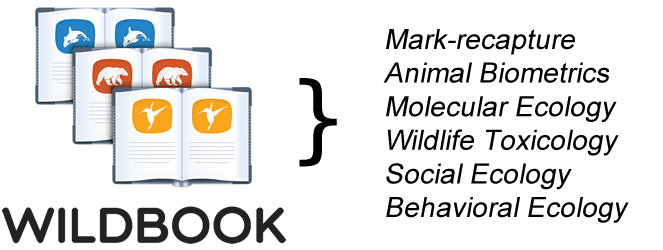 WILDBOOK
Mark-recapture
Animal Biometrics
Molecular Ecology
Wildlife Toxicology
Social Ecology
Behavioral Ecology